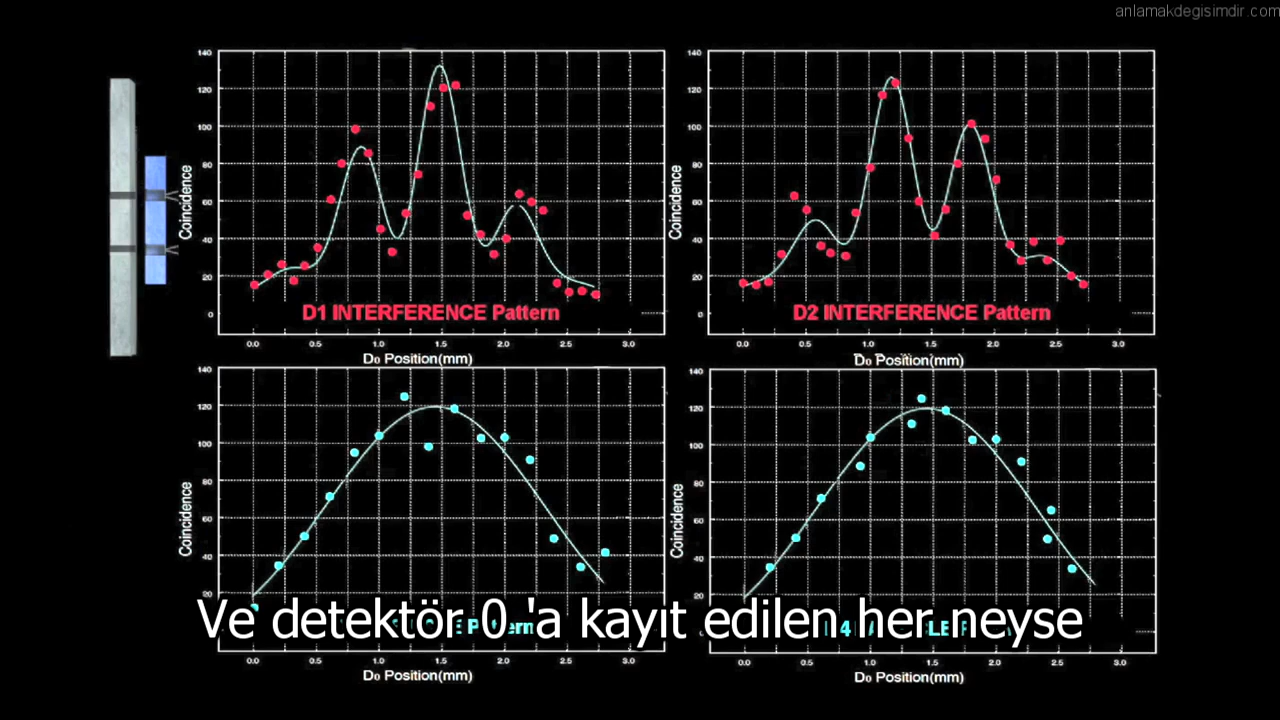 anlamakdegisimdir.com
140
120
100
80
60
40
20
0
Coincidence
D1 INTERFERENCE Pattern
0.0 0.5 1.0 1.5 2.0 2.5 3.0
D₀ Position(mm)
140
120
100
80
60
40
20
0
Coincidence
D2 INTERFERENCE Pattern
0.0 0.5 1.0 1.5 2.0 2.5 3.0
D₀ Position(mm)
140
120
100
80
60
40
20
Coincidence
Pattern
0.0 0.5 1.0 1.5 2.0 2.5 3.0
D₀ Position(mm)
140
120
100
80
60
40
20
Coincidence
0.0 0.5 1.0 1.5 2.0 2.5 3.0
D₀ Position(mm)
Ve detektör 0 'a kayıt edilen her neyse